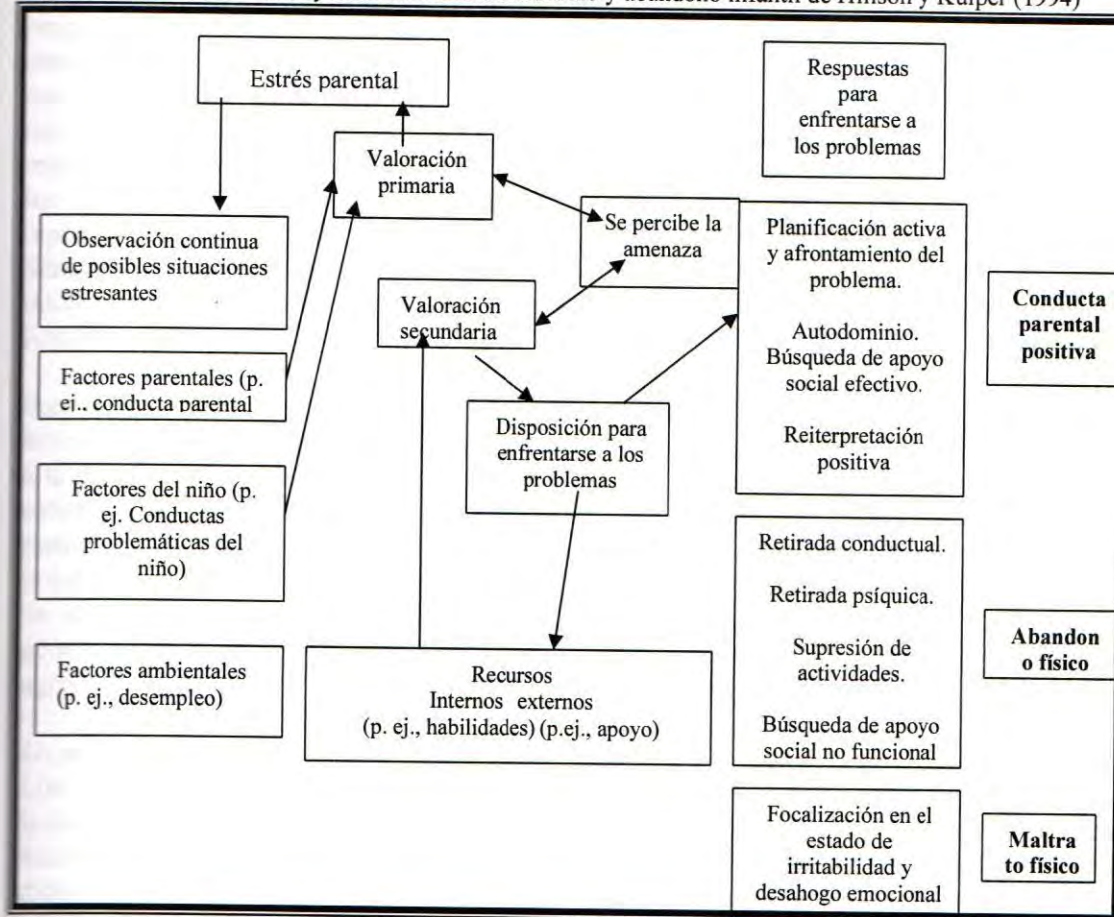 y abandono infantil de Hillson y Kuiper (1994)
Estrés parental
Respuestas
para
enfrentarse a
los problemas
Valoración
primaria
Observación continua
de posibles situaciones
estresantes
Se percibe la
amenaza
Planificación activa
y afrontamiento del
problema.
Autodominio.
Búsqueda de apoyo
social efectivo.
Reiterpretación
positiva
Conducta
parental
positiva
Valoración
secundaria
Factores parentales (p.
ej., conducta parental
Disposición para
enfrentarse a los
problemas
Factores del niño (p.
ej. Conductas
problemáticas del
niño)
Retirada conductual.
Retirada psíquica.
Supresión de
actividades.
Búsqueda de apoyo
social no funcional
Abandon
o físico
Factores ambientales
(p. ej., desempleo)
Recursos
Internos externos
(p. ej., habilidades) (p.ej., apoyo)
Focalización en el
estado de
irritabilidad y
desahogo emocional
Maltra
to físico